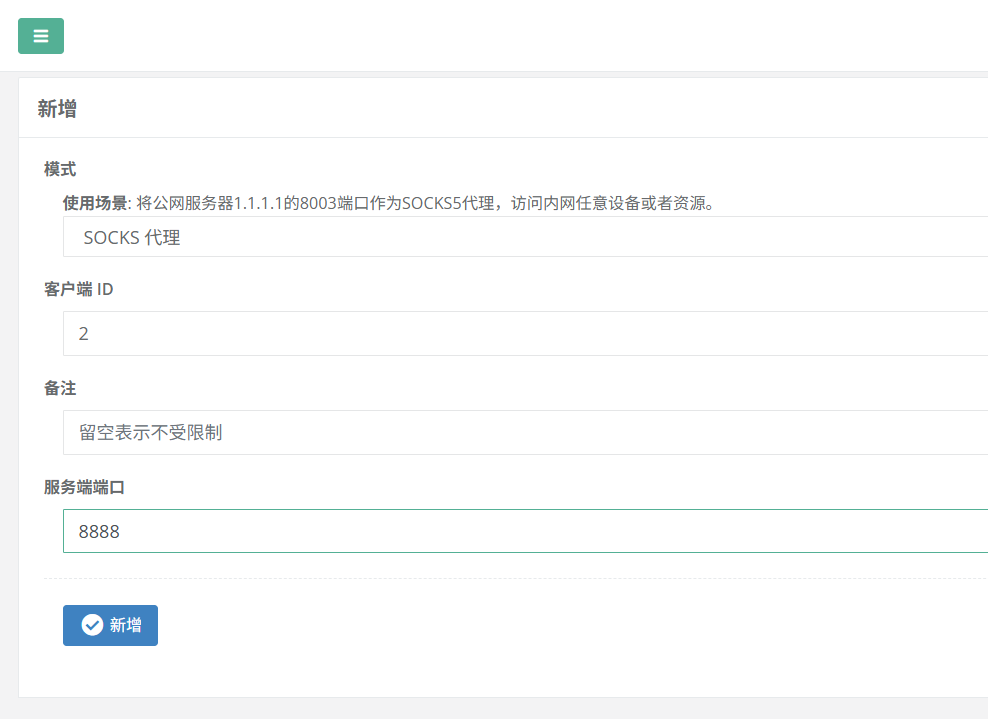 新增
模式
使用场景: 将公网服务器1.1.1.1的8003端口作为SOCKS5代理，访问内网任意设备或者资源。
SOCKS 代理
客户端 ID
2
备注
留空表示不受限制
服务端端口
8888
新增